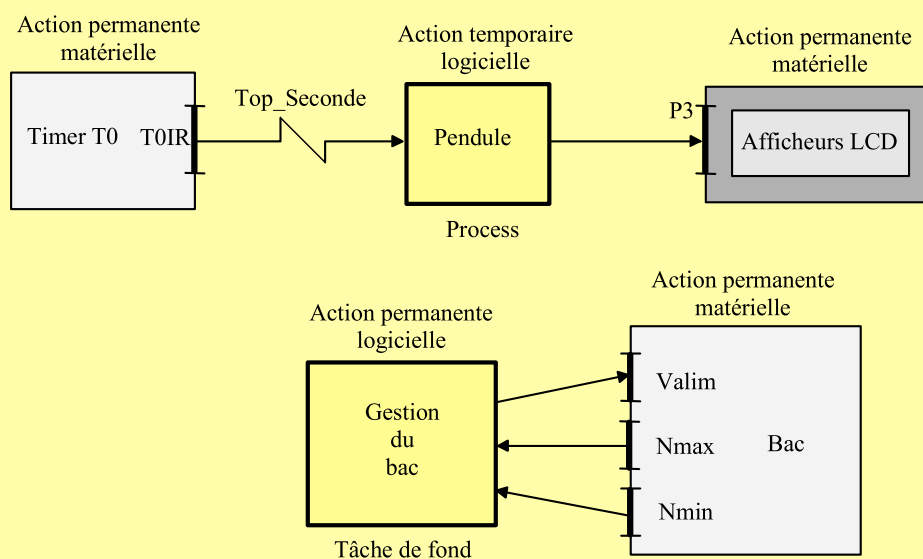 Action permanente
matérielle
Timer T0
T0IR
Top_Seconde
Action temporaire
logicielle
Pendule
Process
Action permanente
matérielle
P3
Afficheurs LCD
Action permanente
logicielle
Gestion
du
bac
Tâche de fond
Action permanente
matérielle
Valim
Nmax
Bac
Nmin